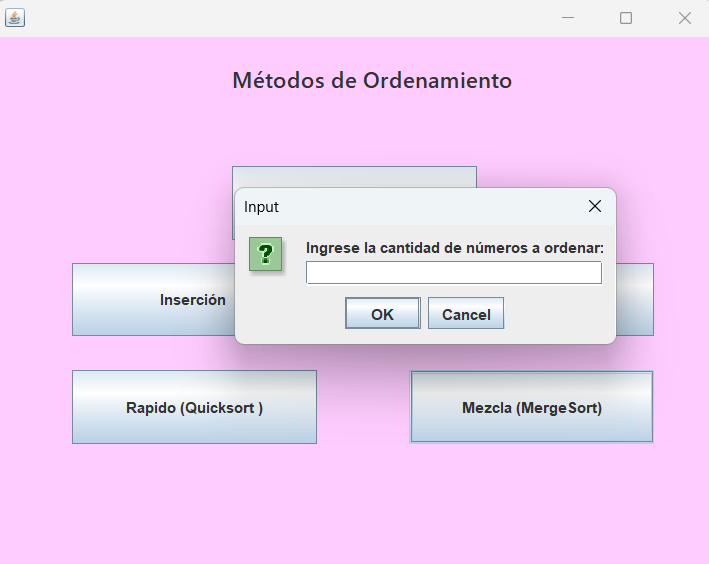 Métodos de Ordenamiento
Input
Ingrese la cantidad de números a ordenar:
OK
Cancel
Inserción
Rapido (Quicksort )
Mezcla (MergeSort)